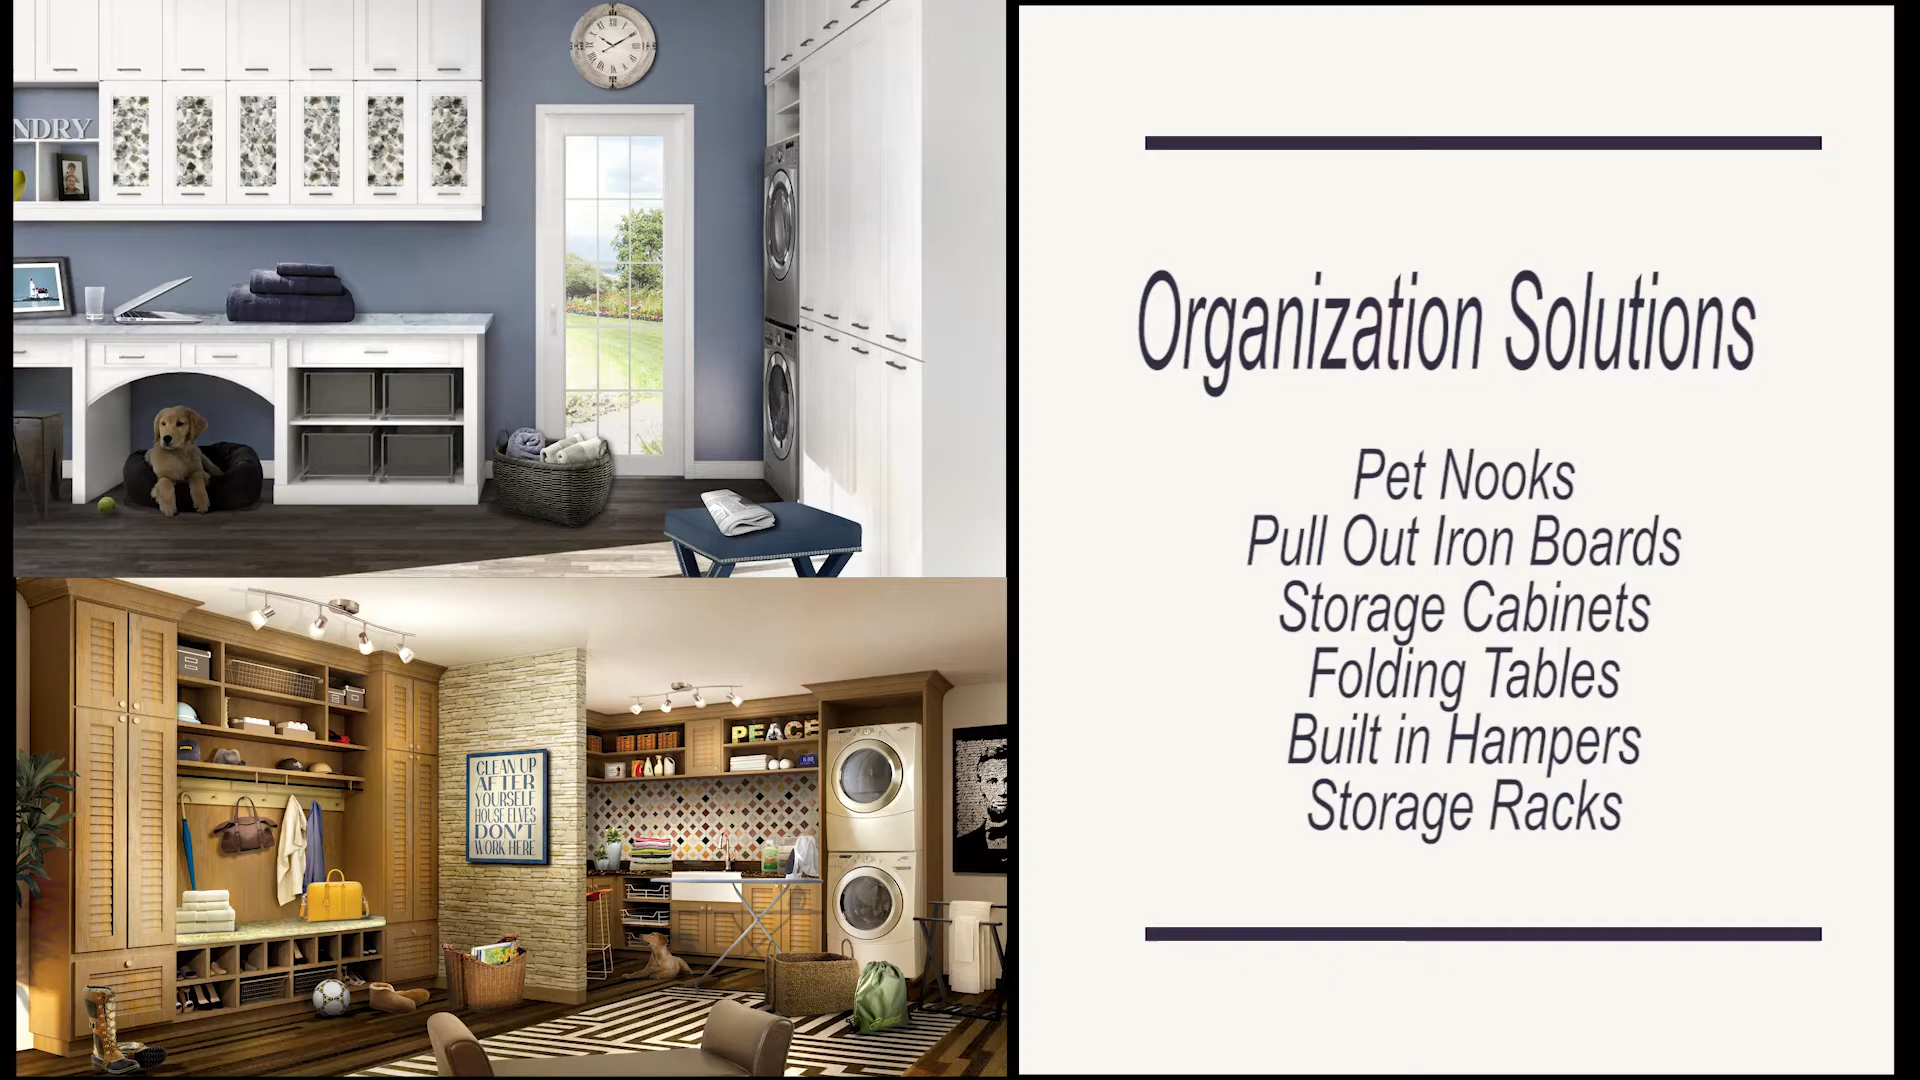 NDRY
CLEAN UP
AFTER
YOURSELF
HOUSE ELVES
DON'T
WORK HERE
PEACE
Organization Solutions
Pet Nooks
Pull Out Iron Boards
Storage Cabinets
Folding Tables
Built in Hampers
Storage Racks